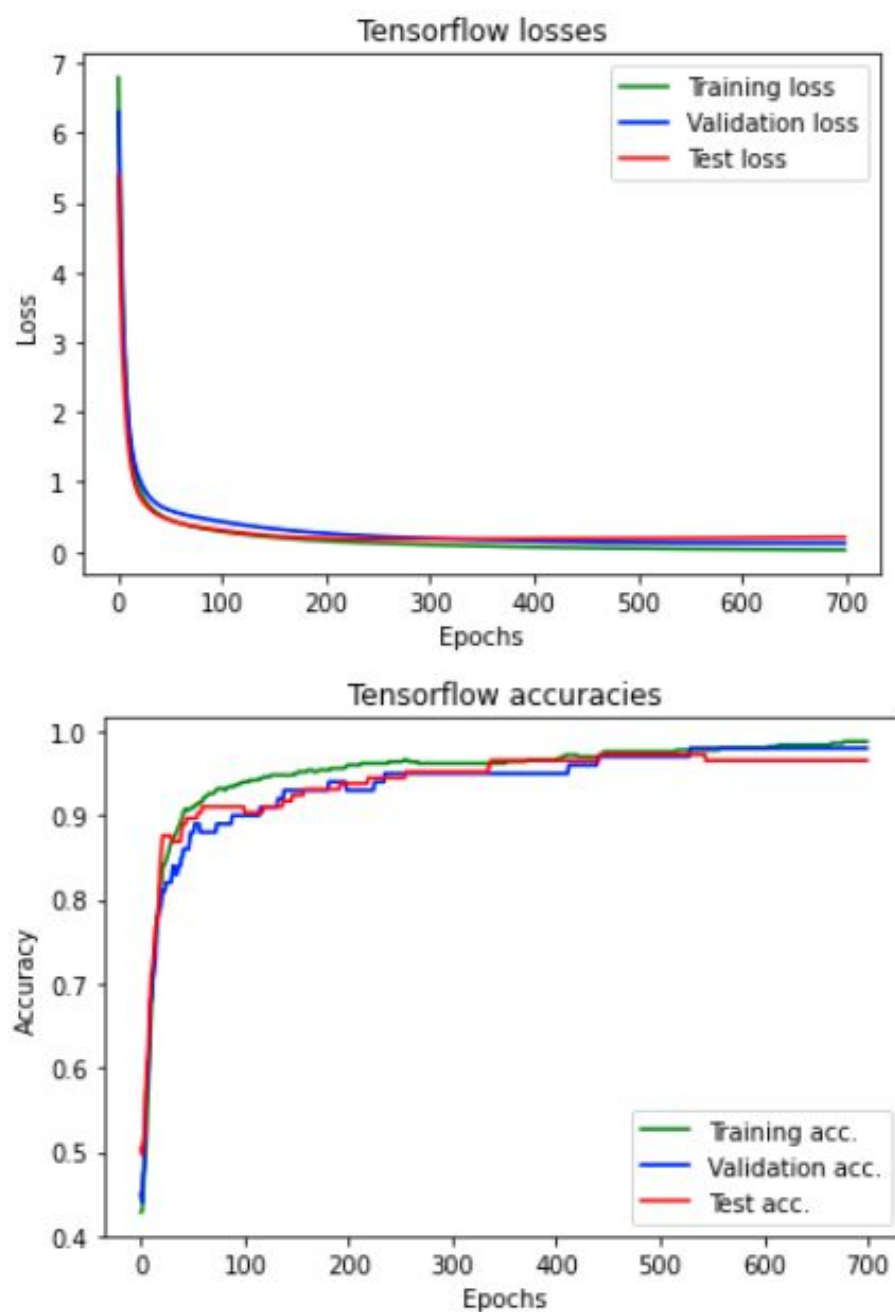 Tensorflow losses
7
6
5
4
3
2
1
0
Loss
Training loss
Validation loss
Test loss
0 100 200 300 400 500 600 700
Epochs
Tensorflow accuracies
1.0
0.9
0.8
0.7
0.6
0.5
0.4
Accuracy
Training acc.
Validation acc.
Test acc.
0 100 200 300 400 500 600 700
Epochs